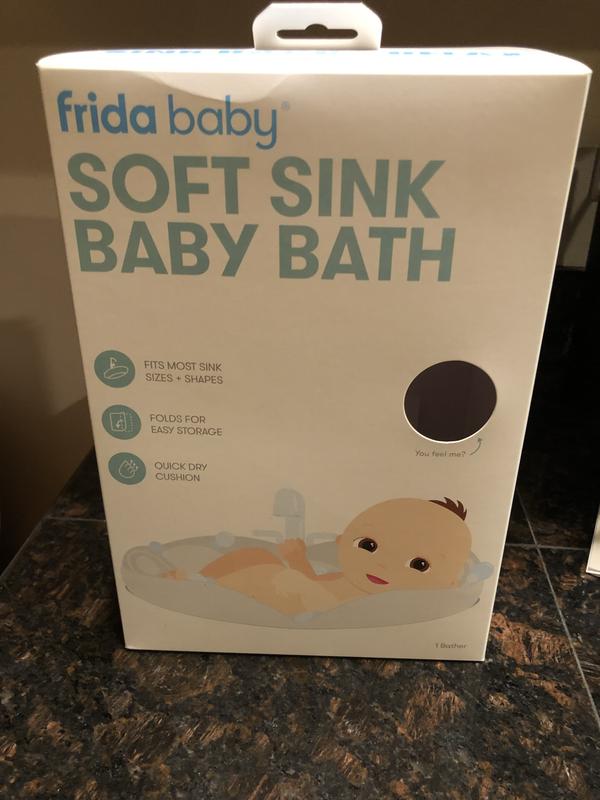 frida baby®
SOFT SINK
BABY BATH
FITS MOST SINK
SIZES + SHAPES
FOLDS FOR
EASY STORAGE
QUICK DRY
CUSHION
You feel me?
1 Bather